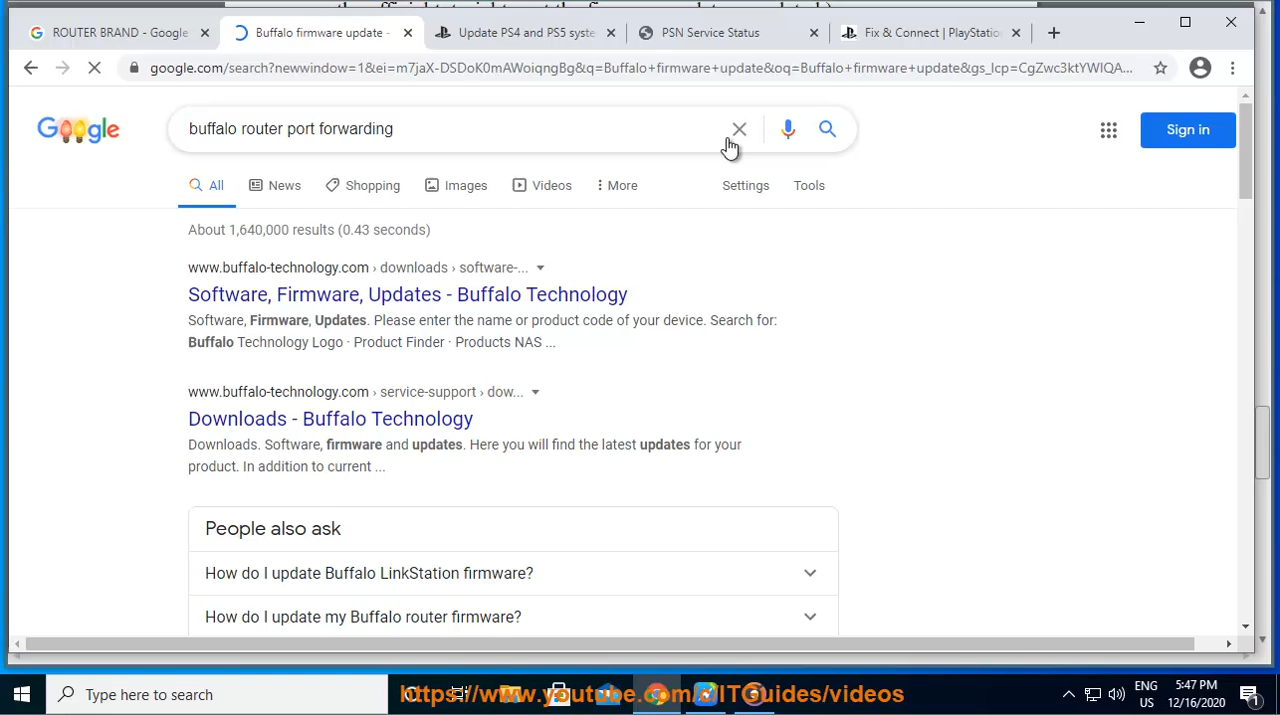 ROUTER BRAND - Google
Buffalo firmware update -
Update PS4 and PS5 syste
PSN Service Status
Fix & Connect | PlayStation
google.com/search?newwindow=1&ei=m7jaX-DSDoK0mAWoiqngBg&q=Buffalo+firmware+update&oq=Buffalo+firmware+update&gs_lcp=CgZwc3ktYWIQA...
Google
buffalo router port forwarding
Sign in
All
News
Shopping
Images
Videos
More
Settings
Tools
About 1,640,000 results (0.43 seconds)
www.buffalo-technology.com › downloads › software-...
Software, Firmware, Updates - Buffalo Technology
Software, Firmware, Updates. Please enter the name or product code of your device. Search for:
Buffalo Technology Logo · Product Finder · Products NAS ...
www.buffalo-technology.com › service-support › dow...
Downloads - Buffalo Technology
Downloads. Software, firmware and updates. Here you will find the latest updates for your
product. In addition to current ...
People also ask
How do I update Buffalo LinkStation firmware?
How do I update my Buffalo router firmware?
Type here to search
ENG
US
5:47 PM
12/16/2020
1